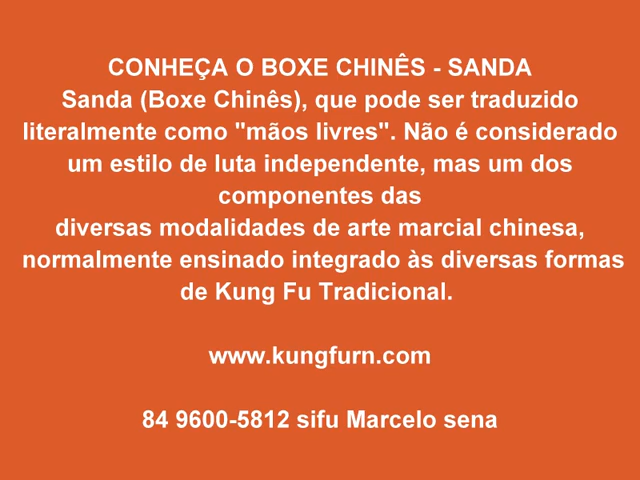 CONHEÇA O BOXE CHINÊS - SANDA
Sanda (Boxe Chinês), que pode ser traduzido
literalmente como "mãos livres". Não é considerado
um estilo de luta independente, mas um dos
componentes das
diversas modalidades de arte marcial chinesa,
normalmente ensinado integrado às diversas formas
de Kung Fu Tradicional.
www.kungfurn.com
84 9600-5812 sifu Marcelo sena